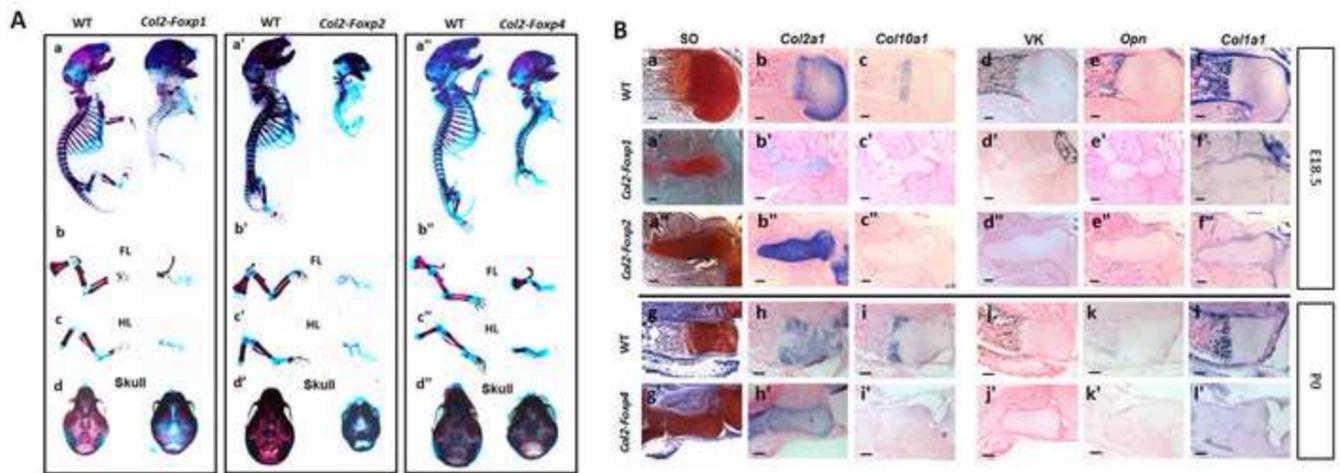 A
WT Col2-Foxp1 WT Col2-Foxp2 WT Col2-Foxp4
a a' a"
b b' b"
FL FL FL
c c' c"
HL HL HL
d d' d"
Skull Skull Skull
B
SO Col2a1 Col10a1 VK Opn Col1a1
WT a b c d e f
Col2-Foxp1 a' b' c' d' e' f'
Col2-Foxp2 a" b" c" d" e" f"
E18.5
WT g h i j k l
Col2-Foxp4 g' h' i' j' k' l'
P0